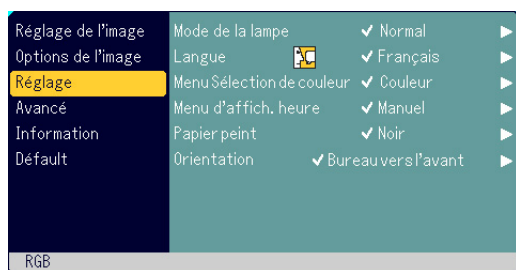 Réglage de l'image
Options de l'image
Réglage
Avancé
Information
Défault
Mode de la lampe ✓ Normal
Langue ✓ Français
Menu Sélection de couleur ✓ Couleur
Menu d'affich. heure ✓ Manuel
Papier peint ✓ Noir
Orientation ✓ Bureau vers l'avant
RGB